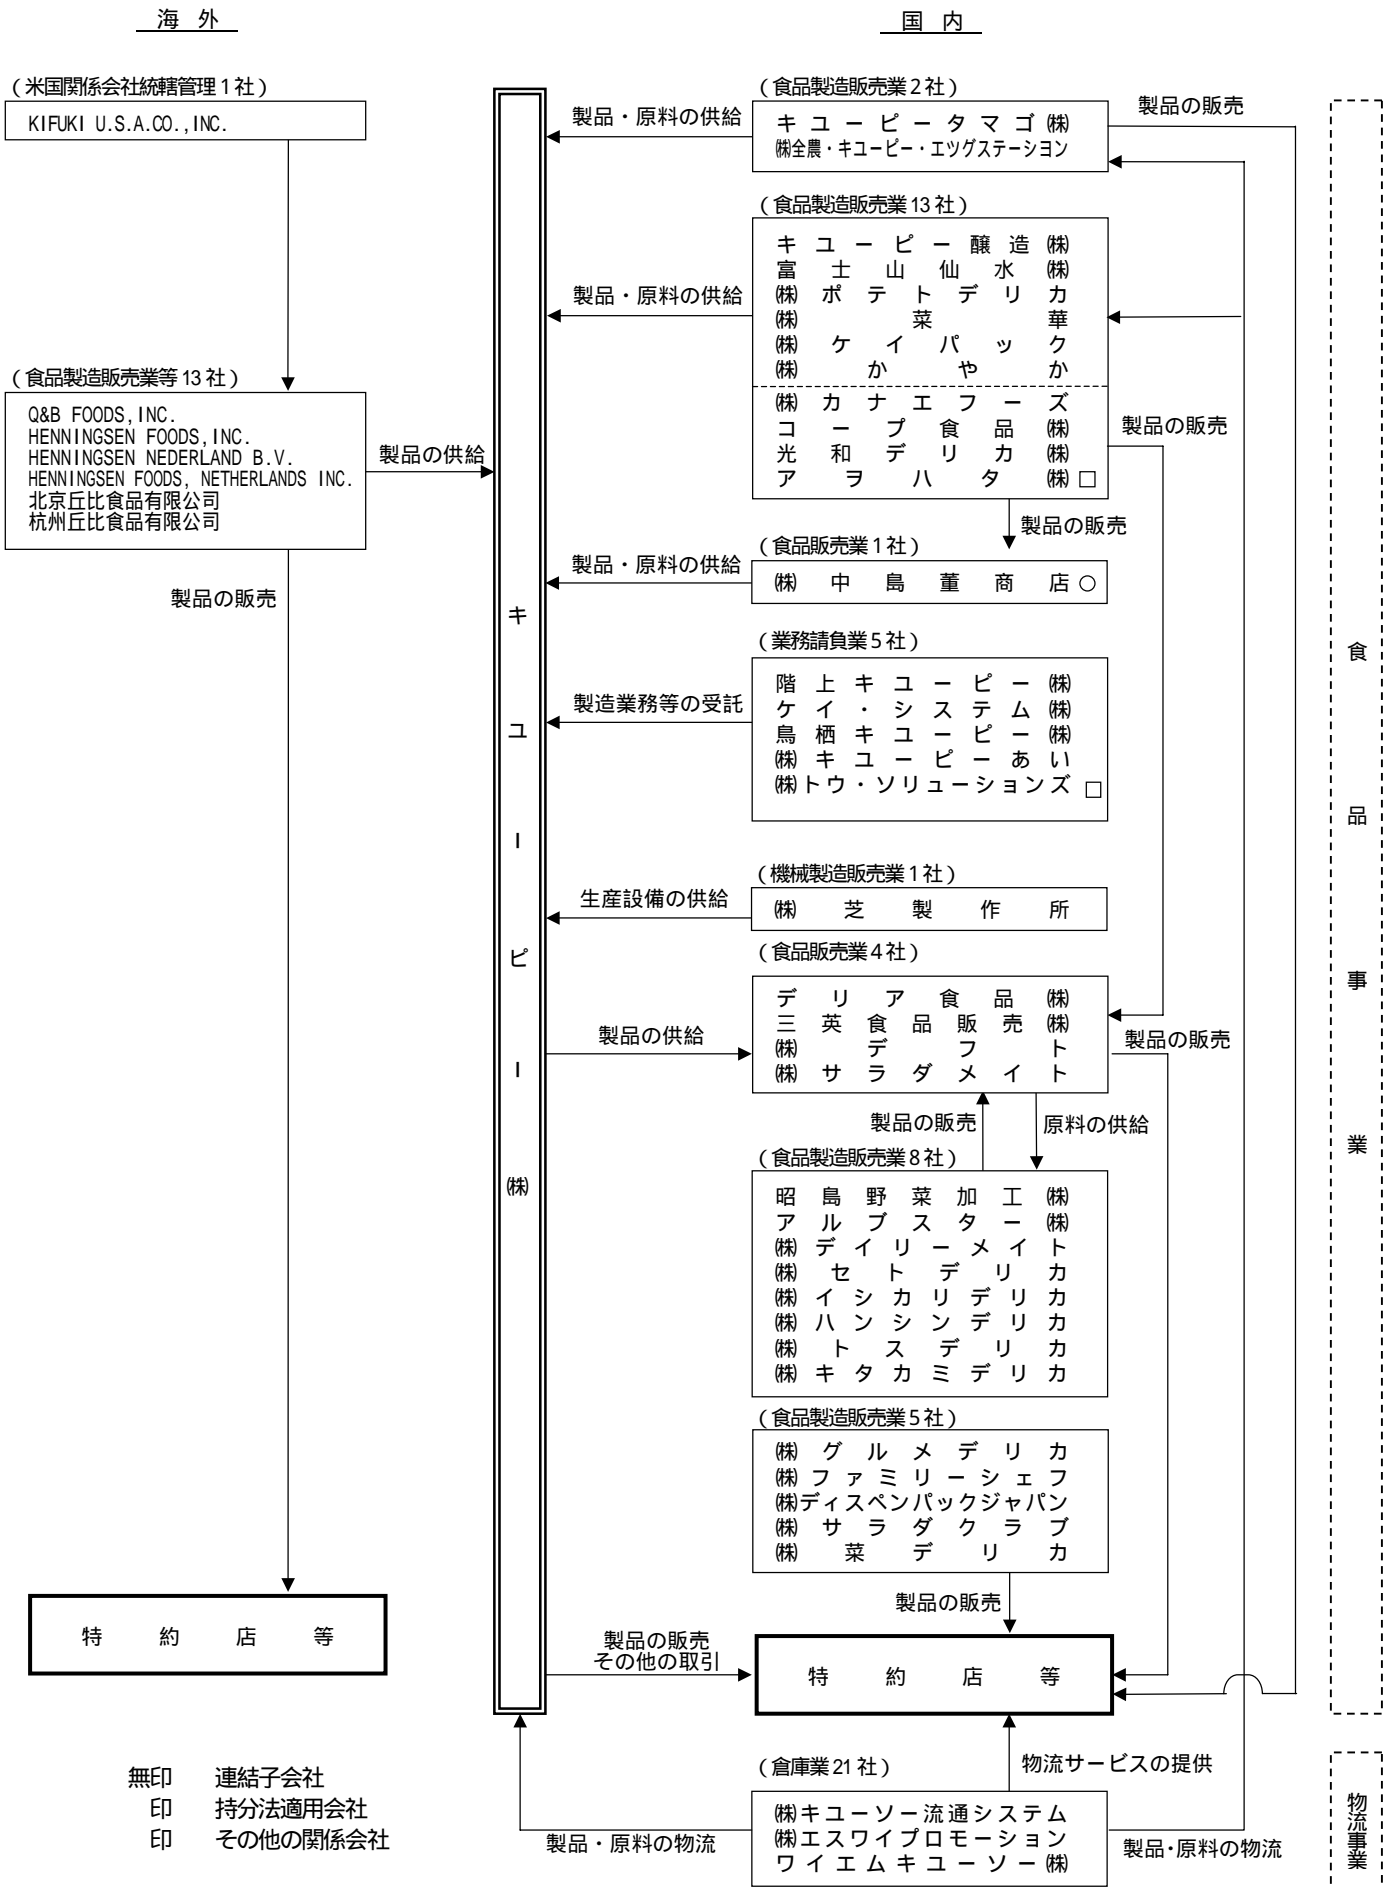 海外
国内
(米国関係会社統轄管理1社)
KIFUKI U.S.A.CO.,INC.
(食品製造販売業等13社)
Q&B FOODS,INC.
HENNINGSEN FOODS,INC.
HENNINGSEN NEDERLAND B.V.
HENNINGSEN FOODS, NETHERLANDS INC.
北京丘比食品有限公司
杭州丘比食品有限公司
製品の供給
製品の販売
特約店等
キユーピー㈱
(食品製造販売業2社)
製品・原料の供給
キユーピータマゴ㈱
㈱全農・キユーピー・エツグステーシヨン
製品の販売
(食品製造販売業13社)
製品・原料の供給
キユーピー醸造㈱
富士山仙水㈱
㈱ポテトデリカ
㈱菜華
㈱ケイパック
㈱かやか
㈱カナエフーズ
コープ食品㈱
光和デリカ㈱
アヲハタ㈱□
製品の販売
製品の販売
(食品販売業1社)
製品・原料の供給
㈱中島董商店○
(業務請負業5社)
製造業務等の受託
階上キユーピー㈱
ケイ・システム㈱
鳥栖キユーピー㈱
㈱キユーピーあい
㈱トウ・ソリューションズ□
(機械製造販売業1社)
生産設備の供給
㈱芝製作所
(食品販売業4社)
製品の供給
デリア食品㈱
三英食品販売㈱
㈱デフト
㈱サラダメイト
製品の販売
製品の販売
原料の供給
(食品製造販売業8社)
昭島野菜加工㈱
アルブスター㈱
㈱デイリーメイト
㈱セトデリカ
㈱イシカリデリカ
㈱ハンシンデリカ
㈱トスデリカ
㈱キタカミデリカ
(食品製造販売業5社)
㈱グルメデリカ
㈱ファミリーシェフ
㈱ディスペンパックジャパン
㈱サラダクラブ
㈱菜デリカ
製品の販売
製品の販売
その他の取引
特約店等
(倉庫業21社)
物流サービスの提供
㈱キユーソー流通システム
㈱エスワイプロモーション
ワイエムキユーソー㈱
製品・原料の物流
製品・原料の物流
食品事業
物流事業
無印 連結子会社
印 持分法適用会社
印 その他の関係会社